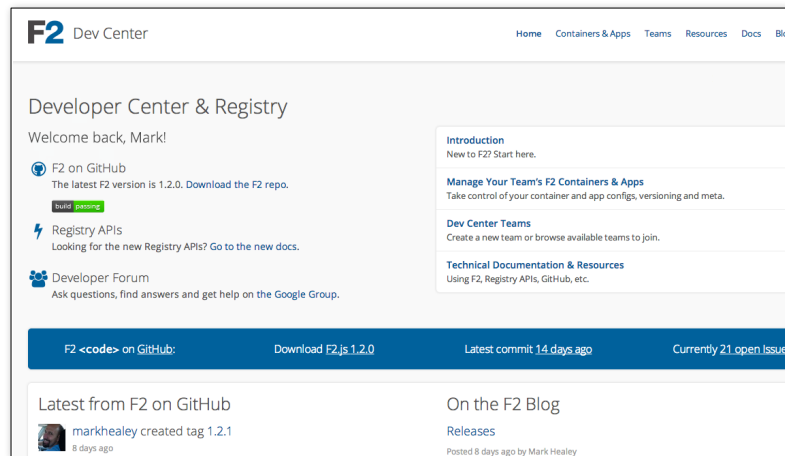 F2 Dev Center
Home Containers & Apps Teams Resources Docs
Developer Center & Registry
Welcome back, Mark!
F2 on GitHub
The latest F2 version is 1.2.0. Download the F2 repo.
build passing
Registry APIs
Looking for the new Registry APIs? Go to the new docs.
Developer Forum
Ask questions, find answers and get help on the Google Group.
Introduction
New to F2? Start here.
Manage Your Team's F2 Containers & Apps
Take control of your container and app configs, versioning and meta.
Dev Center Teams
Create a new team or browse available teams to join.
Technical Documentation & Resources
Using F2, Registry APIs, GitHub, etc.
F2 <code> on GitHub: Download F2.js 1.2.0 Latest commit 14 days ago Currently 21 open Issue
Latest from F2 on GitHub
markhealey created tag 1.2.1
8 days ago
On the F2 Blog
Releases
Posted 8 days ago by Mark Healey